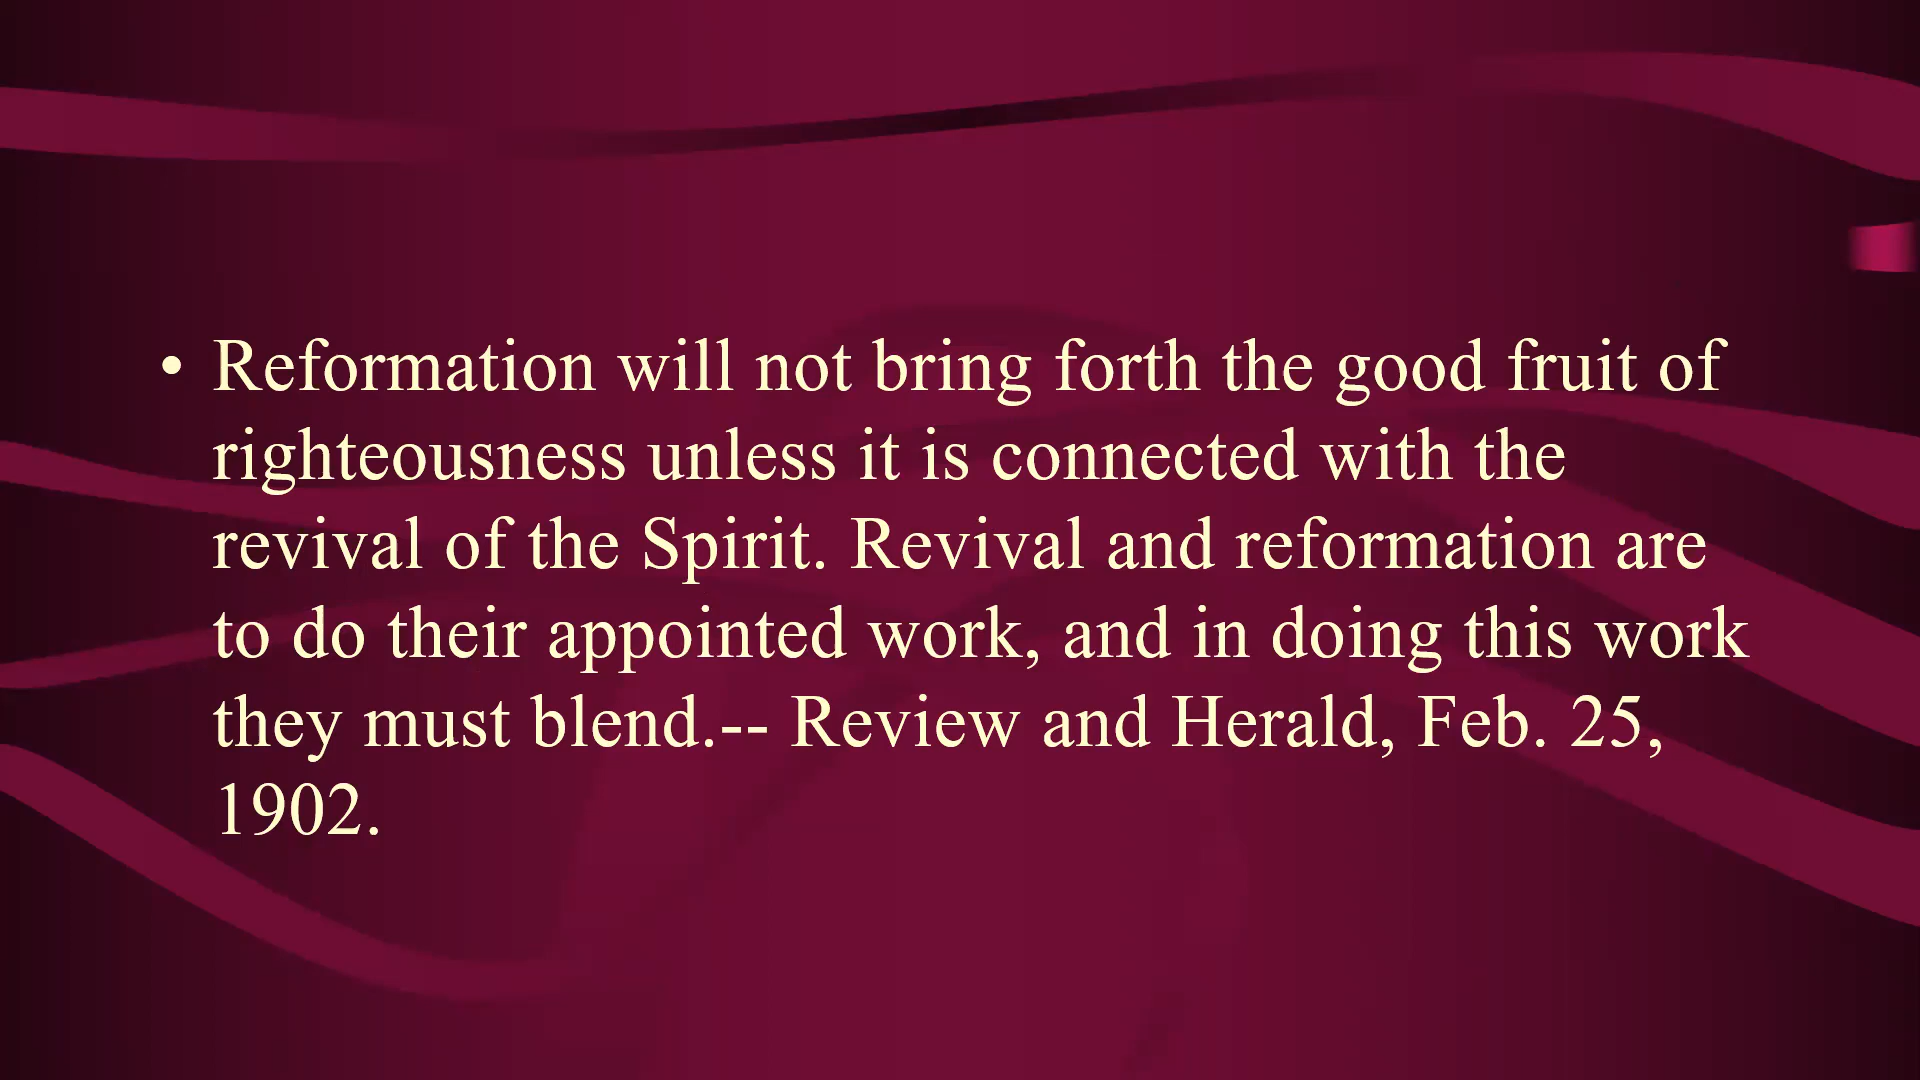 • Reformation will not bring forth the good fruit of
righteousness unless it is connected with the
revival of the Spirit. Revival and reformation are
to do their appointed work, and in doing this work
they must blend.-- Review and Herald, Feb. 25,
1902.